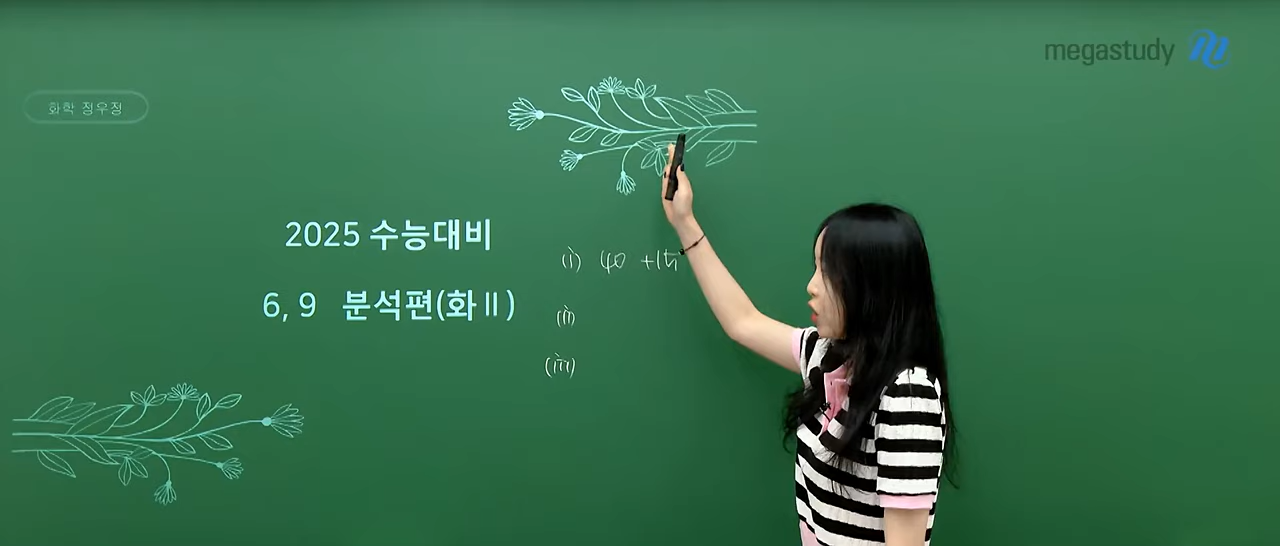 megastudy
화학 정우정
2025 수능대비
6, 9 분석편(화Ⅱ)
(i) 40 +
(ii)
(iii)